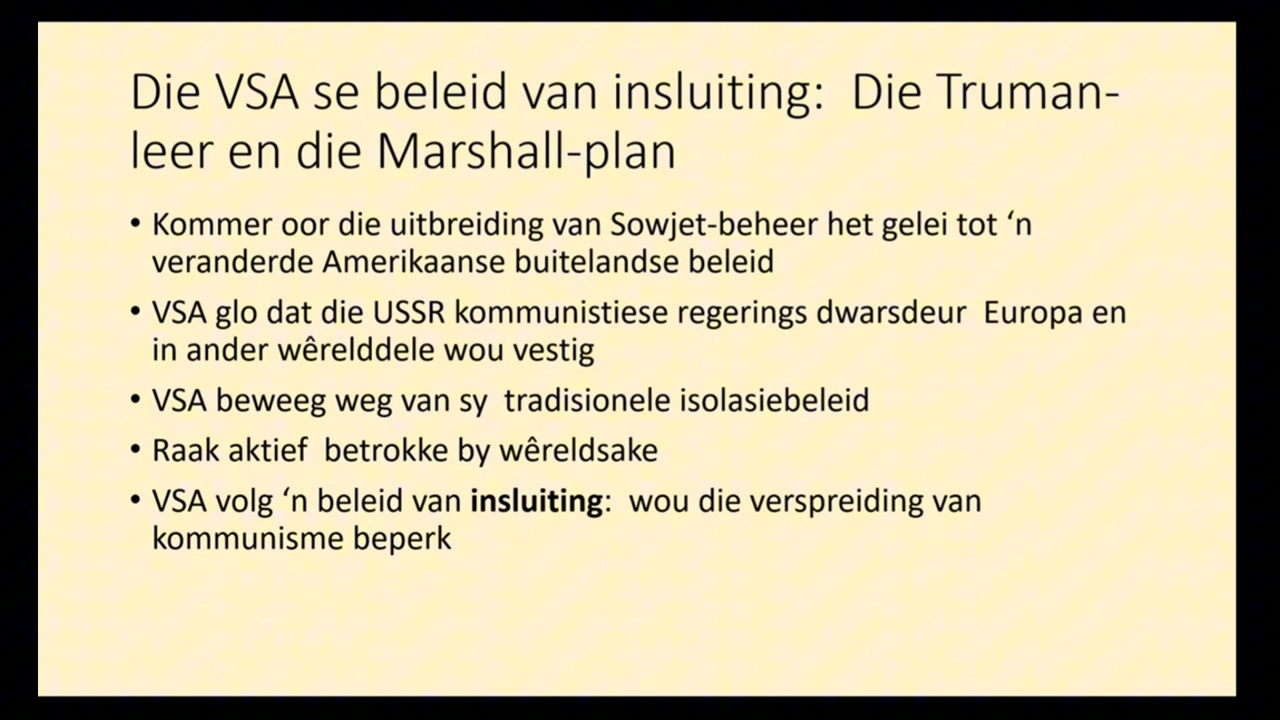 Die VSA se beleid van insluiting:  Die Truman-
leer en die Marshall-plan
• Kommer oor die uitbreiding van Sowjet-beheer het gelei tot ‘n
veranderde Amerikaanse buitelandse beleid
• VSA glo dat die USSR kommunistiese regerings dwarsdeur  Europa en
in ander wêrelddele wou vestig
• VSA beweeg weg van sy  tradisionele isolasiebeleid
• Raak aktief  betrokke by wêreldsake
• VSA volg ‘n beleid van insluiting:  wou die verspreiding van
kommunisme beperk